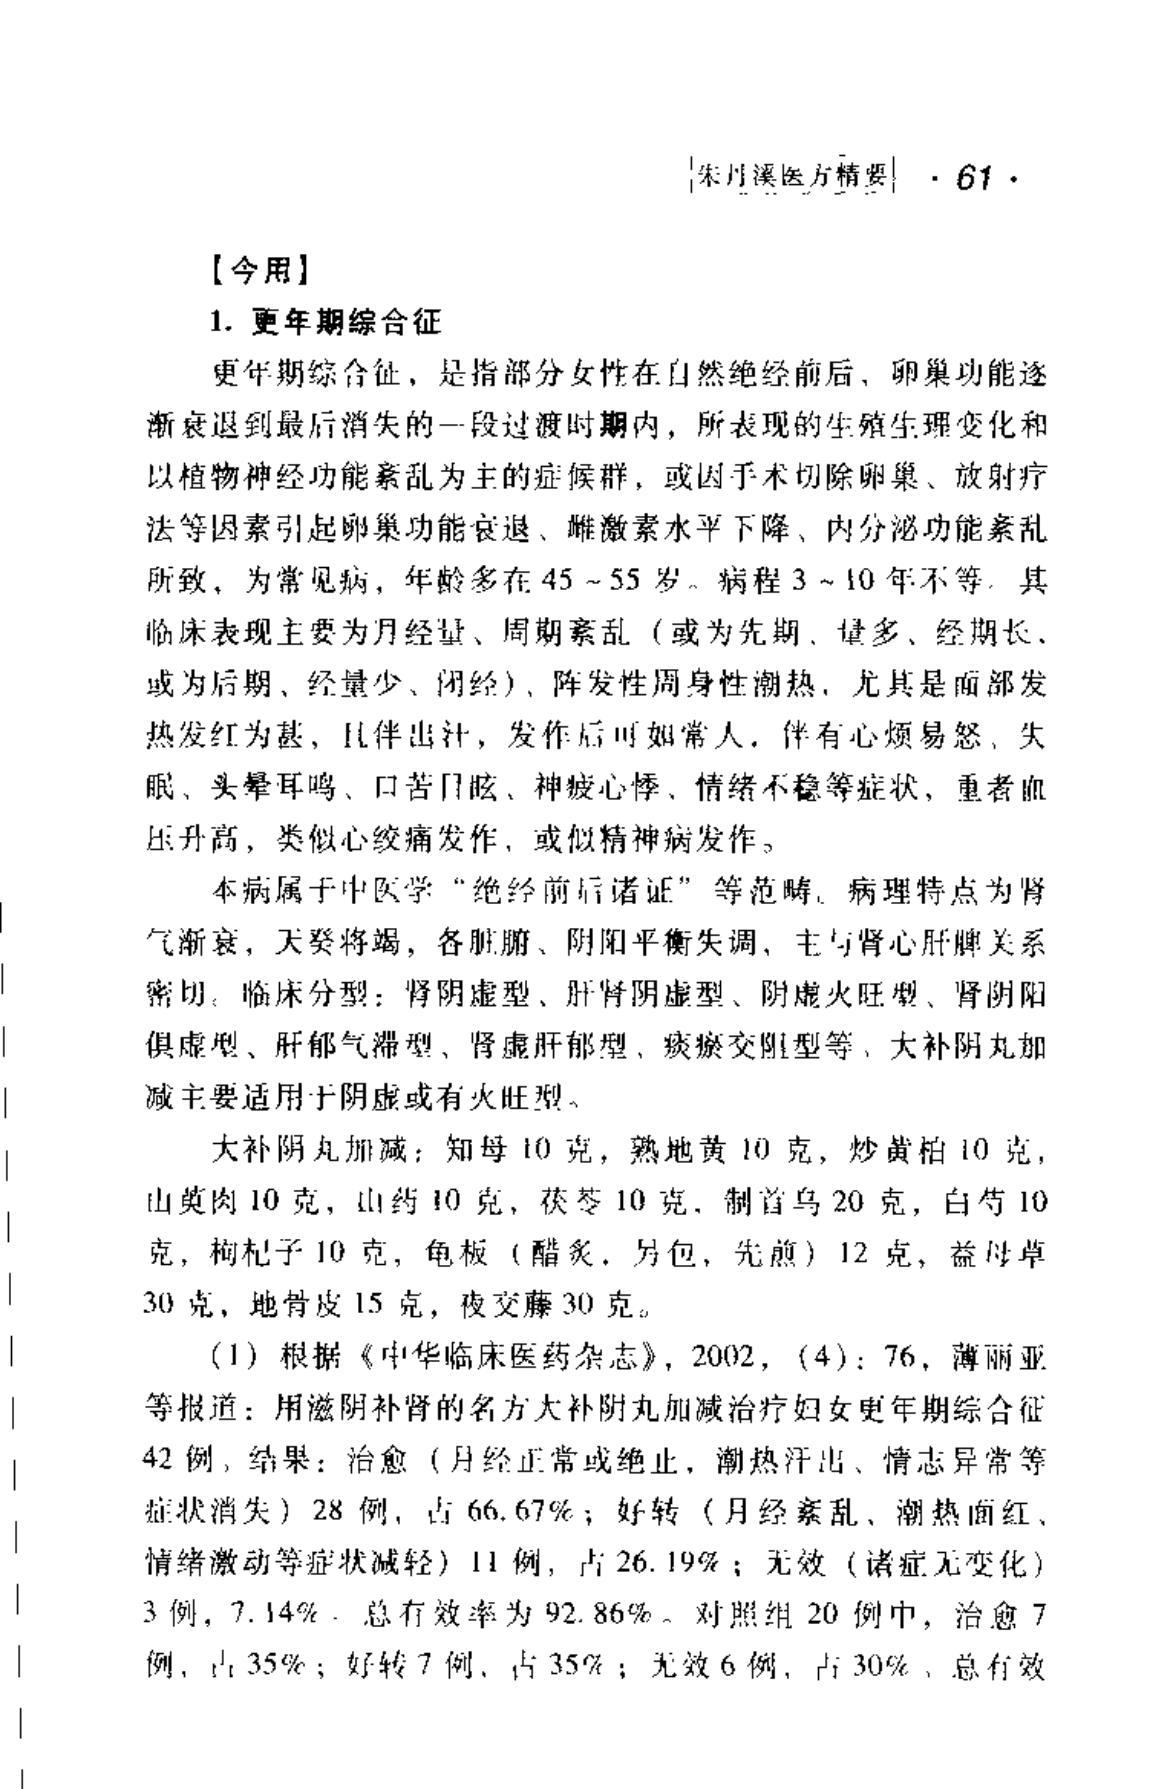 朱丹溪医方精要 · 61 ·
【今用】
1. 更年期综合征
更年期综合征，是指部分女性在自然绝经前后、卵巢功能逐
渐衰退到最后消失的一段过渡时期内，所表现的生殖生理变化和
以植物神经功能紊乱为主的症候群，或因手术切除卵巢、放射疗
法等因素引起卵巢功能衰退、雌激素水平下降、内分泌功能紊乱
所致，为常见病，年龄多在 45 ~ 55 岁。病程 3 ~ 10 年不等。其
临床表现主要为月经量、周期紊乱（或为先期、量多、经期长、
或为后期、经量少、闭经）、阵发性周身性潮热，尤其是面部发
热发红为甚，且伴出汗，发作后可如常人，伴有心烦易怒、失
眠、头晕耳鸣、口苦目眩、神疲心悸、情绪不稳等症状，重者血
压升高，类似心绞痛发作，或似精神病发作。
本病属于中医学“绝经前后诸证”等范畴。病理特点为肾
气渐衰，天癸将竭，各脏腑、阴阳平衡失调，主与肾心肝脾关系
密切。临床分型：肾阴虚型、肝肾阴虚型、阴虚火旺型、肾阴阳
俱虚型、肝郁气滞型、肾虚肝郁型、痰瘀交阻型等。大补阴丸加
减主要适用于阴虚或有火旺型。
大补阴丸加减：知母 10 克，熟地黄 10 克，炒黄柏 10 克，
山萸肉 10 克，山药 10 克，茯苓 10 克，制首乌 20 克，白芍 10
克，枸杞子 10 克，龟板（醋炙，另包，先煎）12 克，益母草
30 克，地骨皮 15 克，夜交藤 30 克。
（1）根据《中华临床医药杂志》，2002，（4）：76，薄丽亚
等报道：用滋阴补肾的名方大补阴丸加减治疗妇女更年期综合征
42 例。结果：治愈（月经正常或绝止，潮热汗出、情志异常等
症状消失）28 例，占 66.67%；好转（月经紊乱、潮热面红、
情绪激动等症状减轻）11 例，占 26.19%；无效（诸症无变化）
3 例，7.14%。总有效率为 92.86%。对照组 20 例中，治愈 7
例，占 35%；好转 7 例，占 35%；无效 6 例，占 30%。总有效